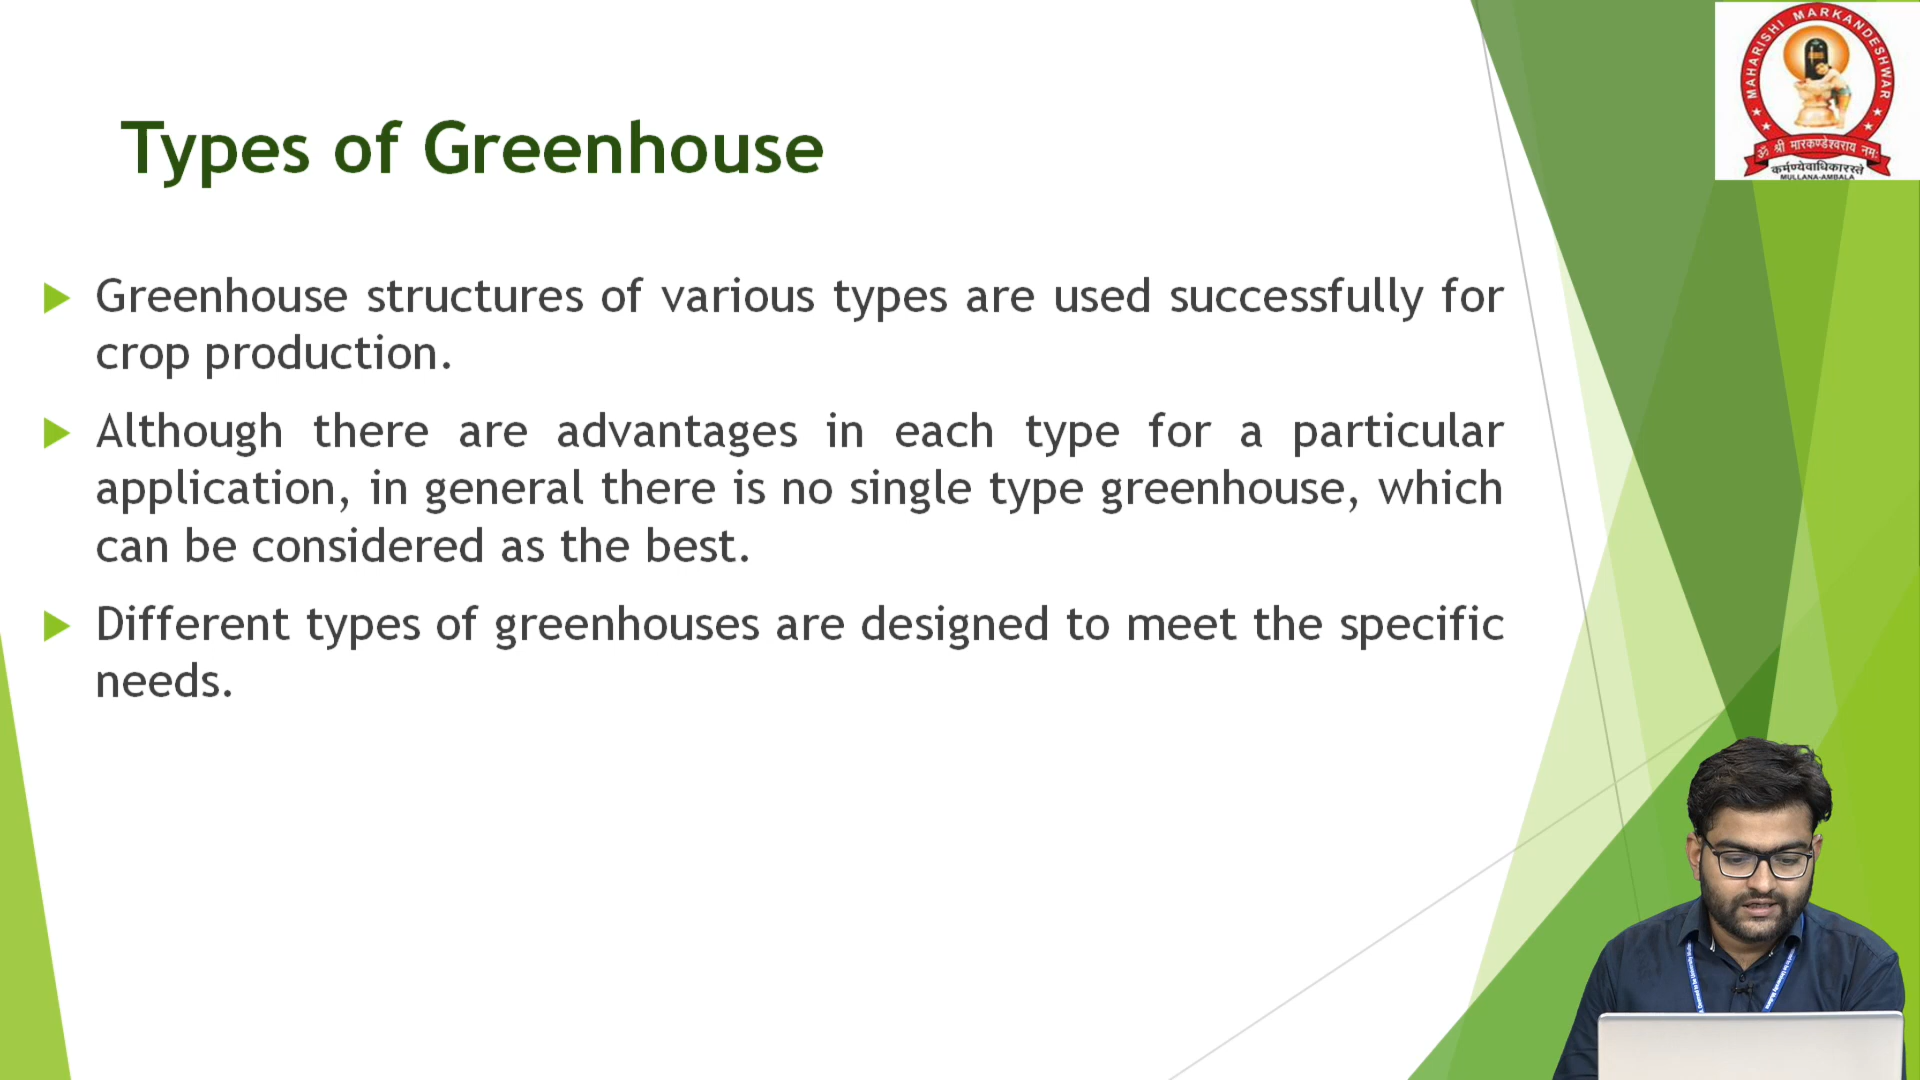 MAHARISHI MARKANDESHWAR
ॐ श्री मारकण्डेश्वराय नमः
कर्मण्येवाधिकारस्ते
MULLANA-AMBALA
Types of Greenhouse
Greenhouse structures of various types are used successfully for
crop production.
Although there are advantages in each type for a particular
application, in general there is no single type greenhouse, which
can be considered as the best.
Different types of greenhouses are designed to meet the specific
needs.